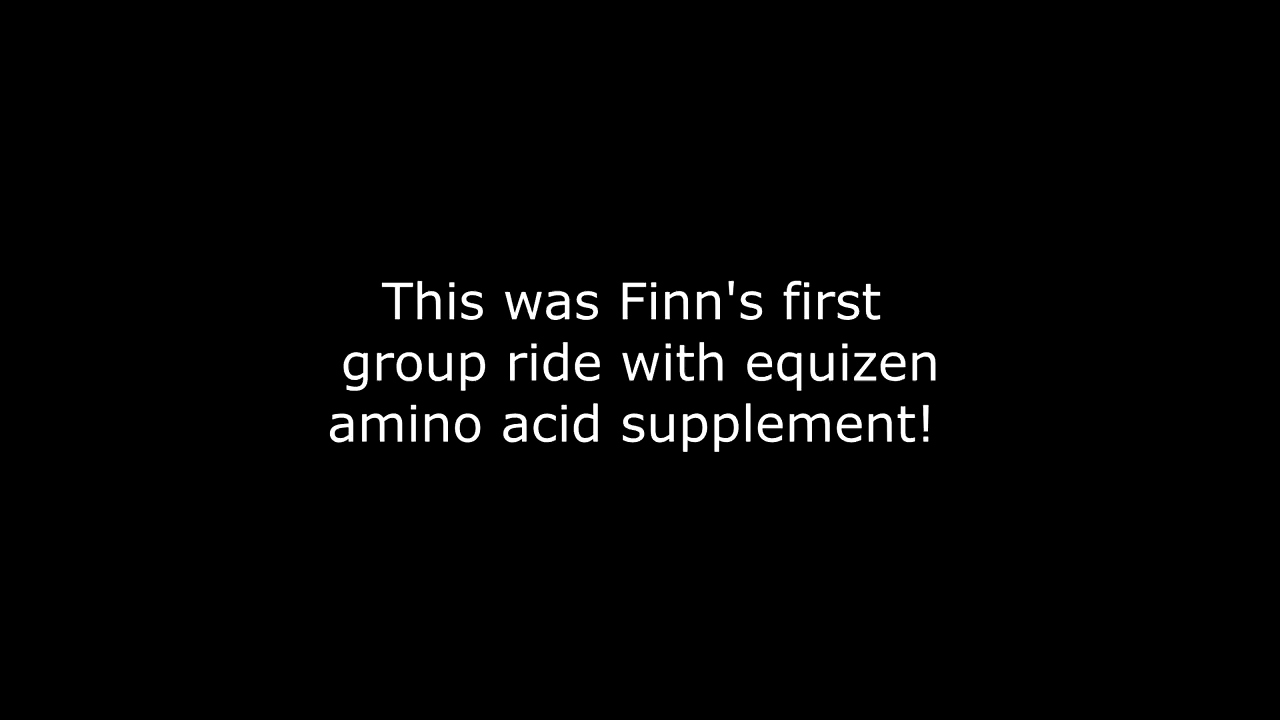 This was Finn's first
group ride with equizen
amino acid supplement!